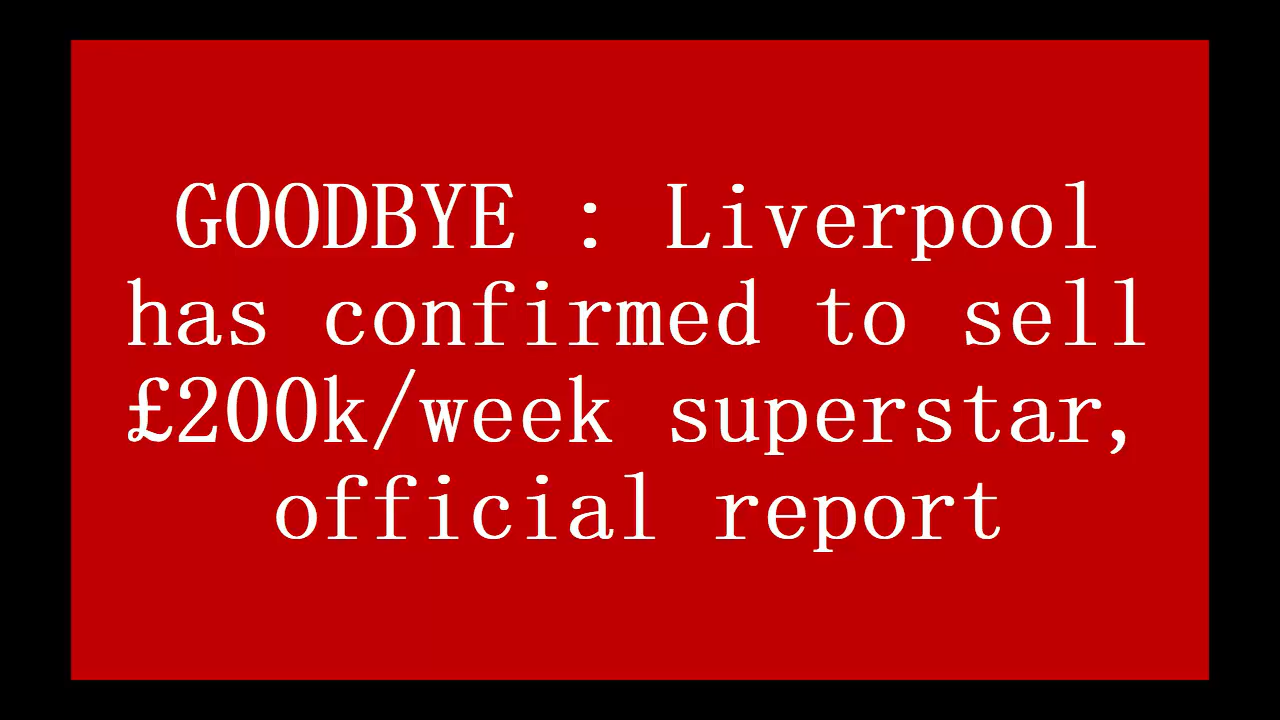 GOODBYE : Liverpool
has confirmed to sell
£200k/week superstar,
official report